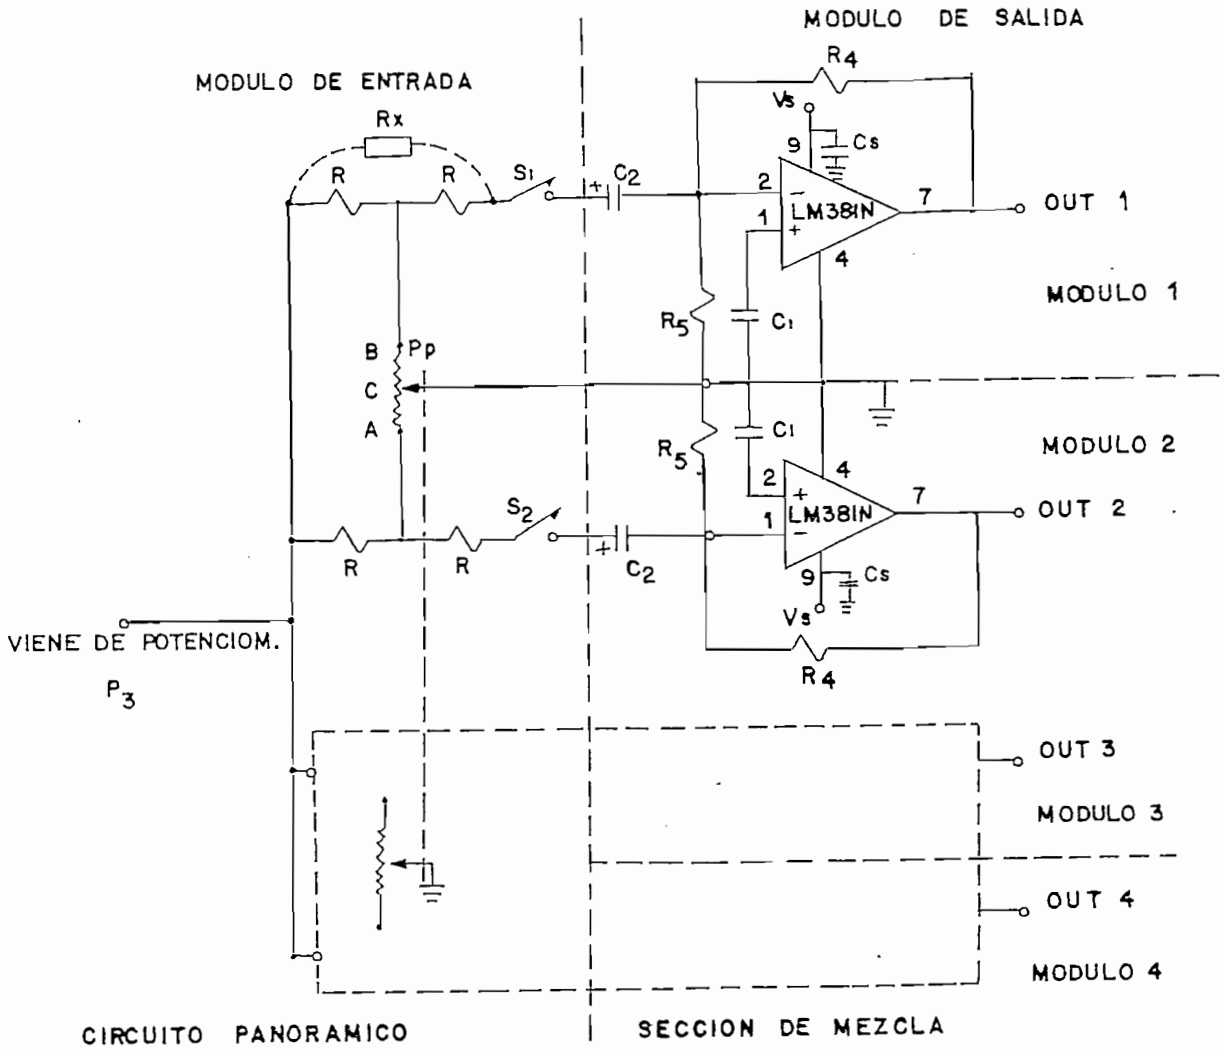 MODULO DE SALIDA
R4
MODULO DE ENTRADA
Vs
Rx
9
Cs
R
R
S1
+
C2
2
−
LM381N
7
OUT 1
1
+
4
R5
C1
MODULO 1
B
Pp
C
A
R5
C1
MODULO 2
4
2
+
7
S2
LM381N
OUT 2
1
−
R
R
+
C2
9
Cs
Vs
VIENE DE POTENCIOM.
R4
P3
OUT 3
MODULO 3
OUT 4
MODULO 4
CIRCUITO PANORAMICO
SECCION DE MEZCLA